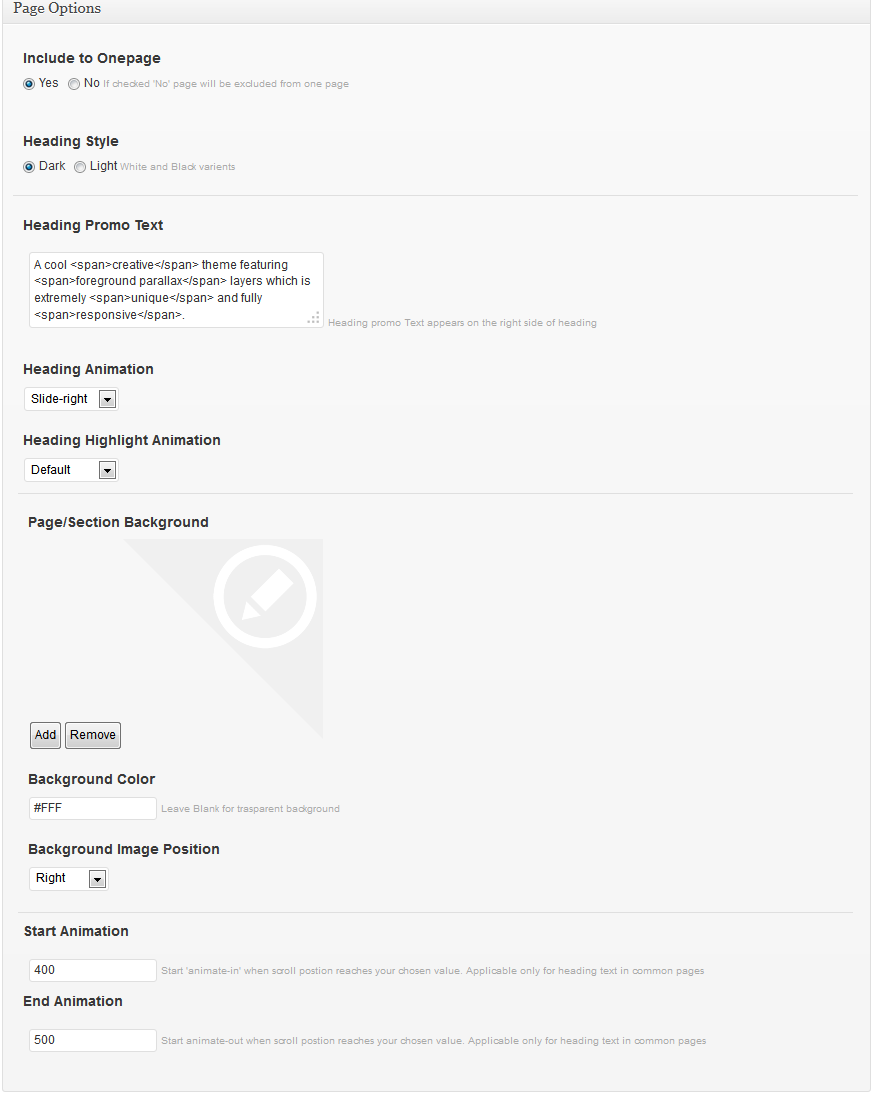 Page Options
Include to Onepage
Yes No If checked 'No' page will be excluded from one page
Heading Style
Dark Light White and Black varients
Heading Promo Text
A cool <span>creative</span> theme featuring
<span>foreground parallax</span> layers which is
extremely <span>unique</span> and fully
<span>responsive</span>.
Heading promo Text appears on the right side of heading
Heading Animation
Slide-right
Heading Highlight Animation
Default
Page/Section Background
Add Remove
Background Color
#FFF Leave Blank for trasparent background
Background Image Position
Right
Start Animation
400 Start 'animate-in' when scroll postion reaches your chosen value. Applicable only for heading text in common pages
End Animation
500 Start animate-out when scroll postion reaches your chosen value. Applicable only for heading text in common pages